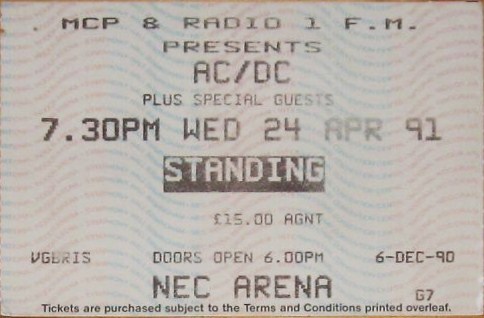 . MCP & RADIO 1 F.M.
PRESENTS
AC/DC
PLUS SPECIAL GUESTS
7.30PM WED 24 APR 91
STANDING
£15.00 AGNT
VGBRIS DOORS OPEN 6.00PM 6-DEC-90
NEC ARENA G7
Tickets are purchased subject to the Terms and Conditions printed overleaf.